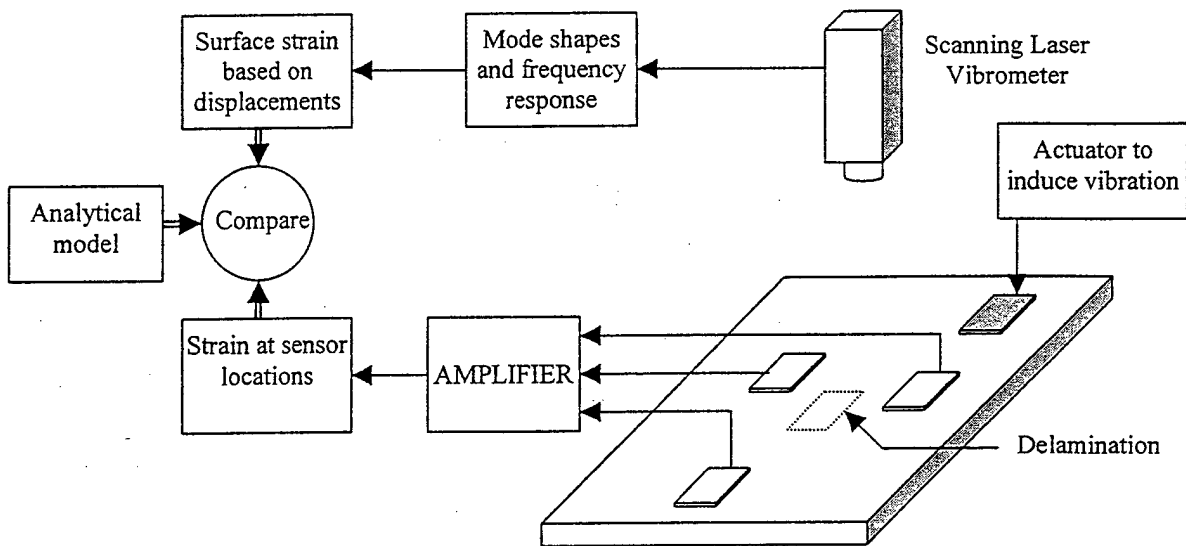 Surface strain
based on
displacements
Mode shapes
and frequency
response
Scanning Laser
Vibrometer
Actuator to
induce vibration
Analytical
model
Compare
Strain at sensor
locations
AMPLIFIER
Delamination